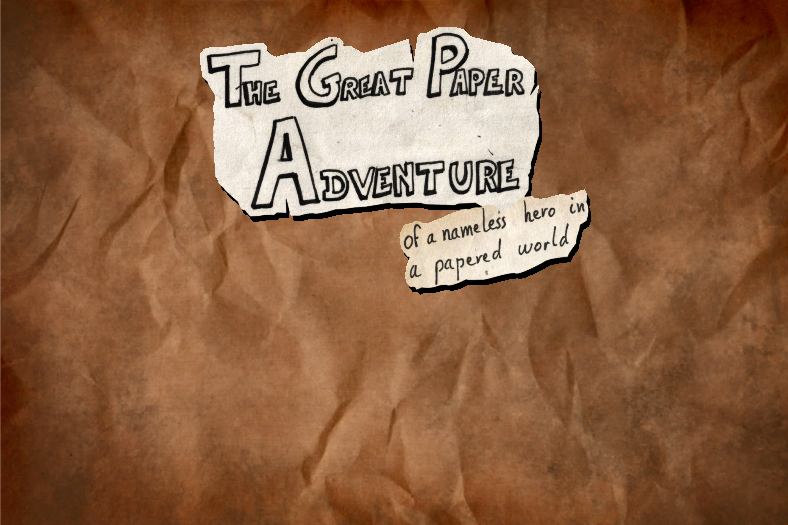 The Great Paper
Adventure
of a nameless hero in
a papered world